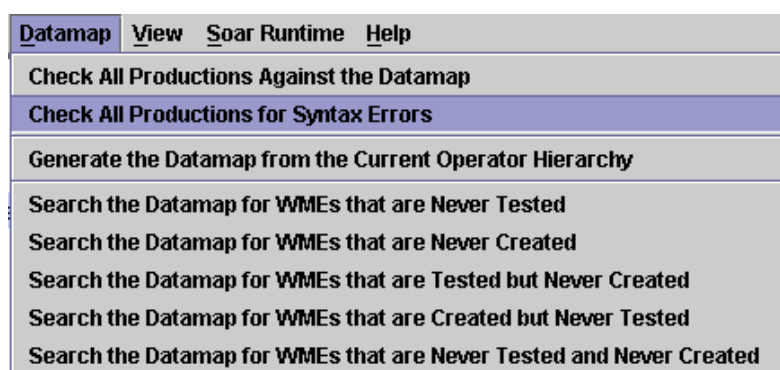 Datamap View Soar Runtime Help
Check All Productions Against the Datamap
Check All Productions for Syntax Errors
Generate the Datamap from the Current Operator Hierarchy
Search the Datamap for WMEs that are Never Tested
Search the Datamap for WMEs that are Never Created
Search the Datamap for WMEs that are Tested but Never Created
Search the Datamap for WMEs that are Created but Never Tested
Search the Datamap for WMEs that are Never Tested and Never Created